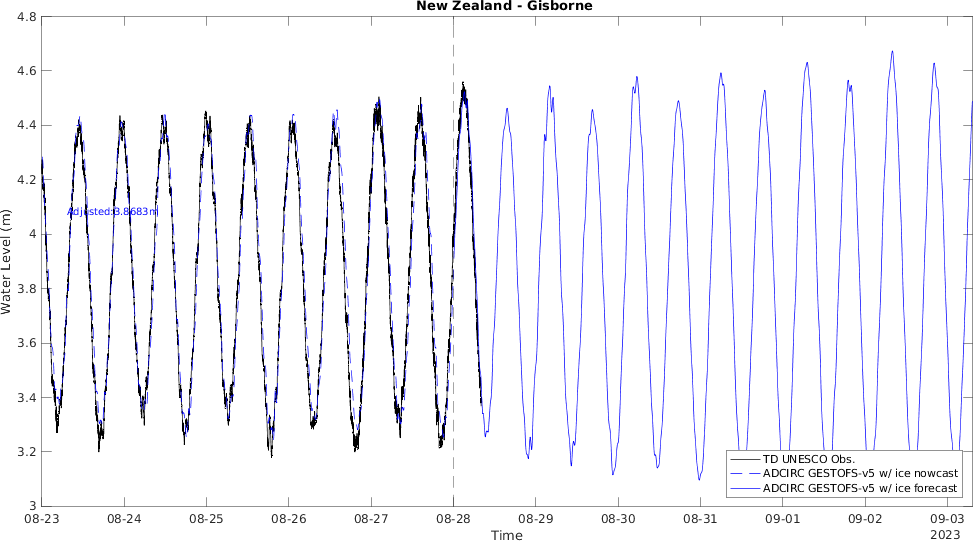 New Zealand - Gisborne
Water Level (m)
4.8
4.6
4.4
4.2
4
3.8
3.6
3.4
3.2
3
Adjusted:3.8683m
TD UNESCO Obs.
ADCIRC GESTOFS-v5 w/ ice nowcast
ADCIRC GESTOFS-v5 w/ ice forecast
08-23 08-24 08-25 08-26 08-27 08-28 08-29 08-30 08-31 09-01 09-02 09-03
2023
Time